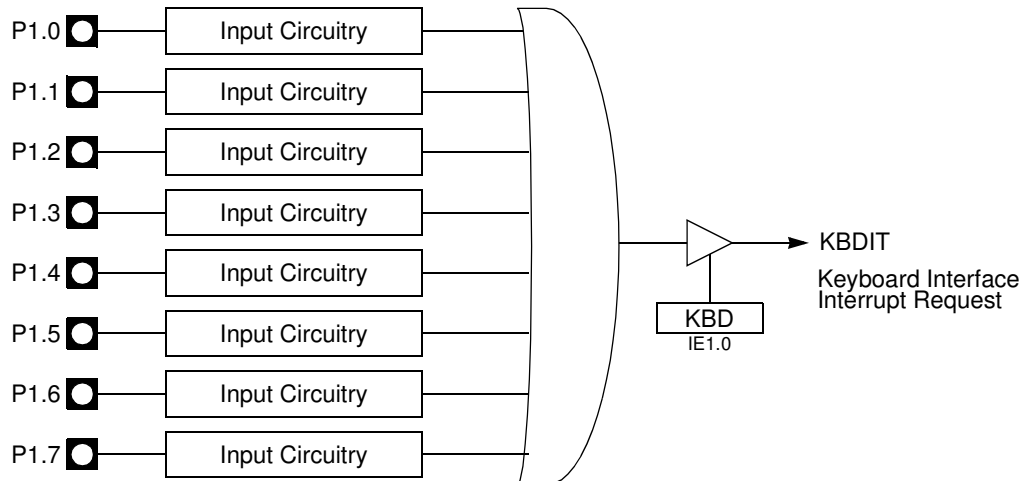 P1.0 Input Circuitry
P1.1 Input Circuitry
P1.2 Input Circuitry
P1.3 Input Circuitry
P1.4 Input Circuitry
P1.5 Input Circuitry
P1.6 Input Circuitry
P1.7 Input Circuitry
KBDIT
Keyboard Interface
Interrupt Request
KBD
IE1.0